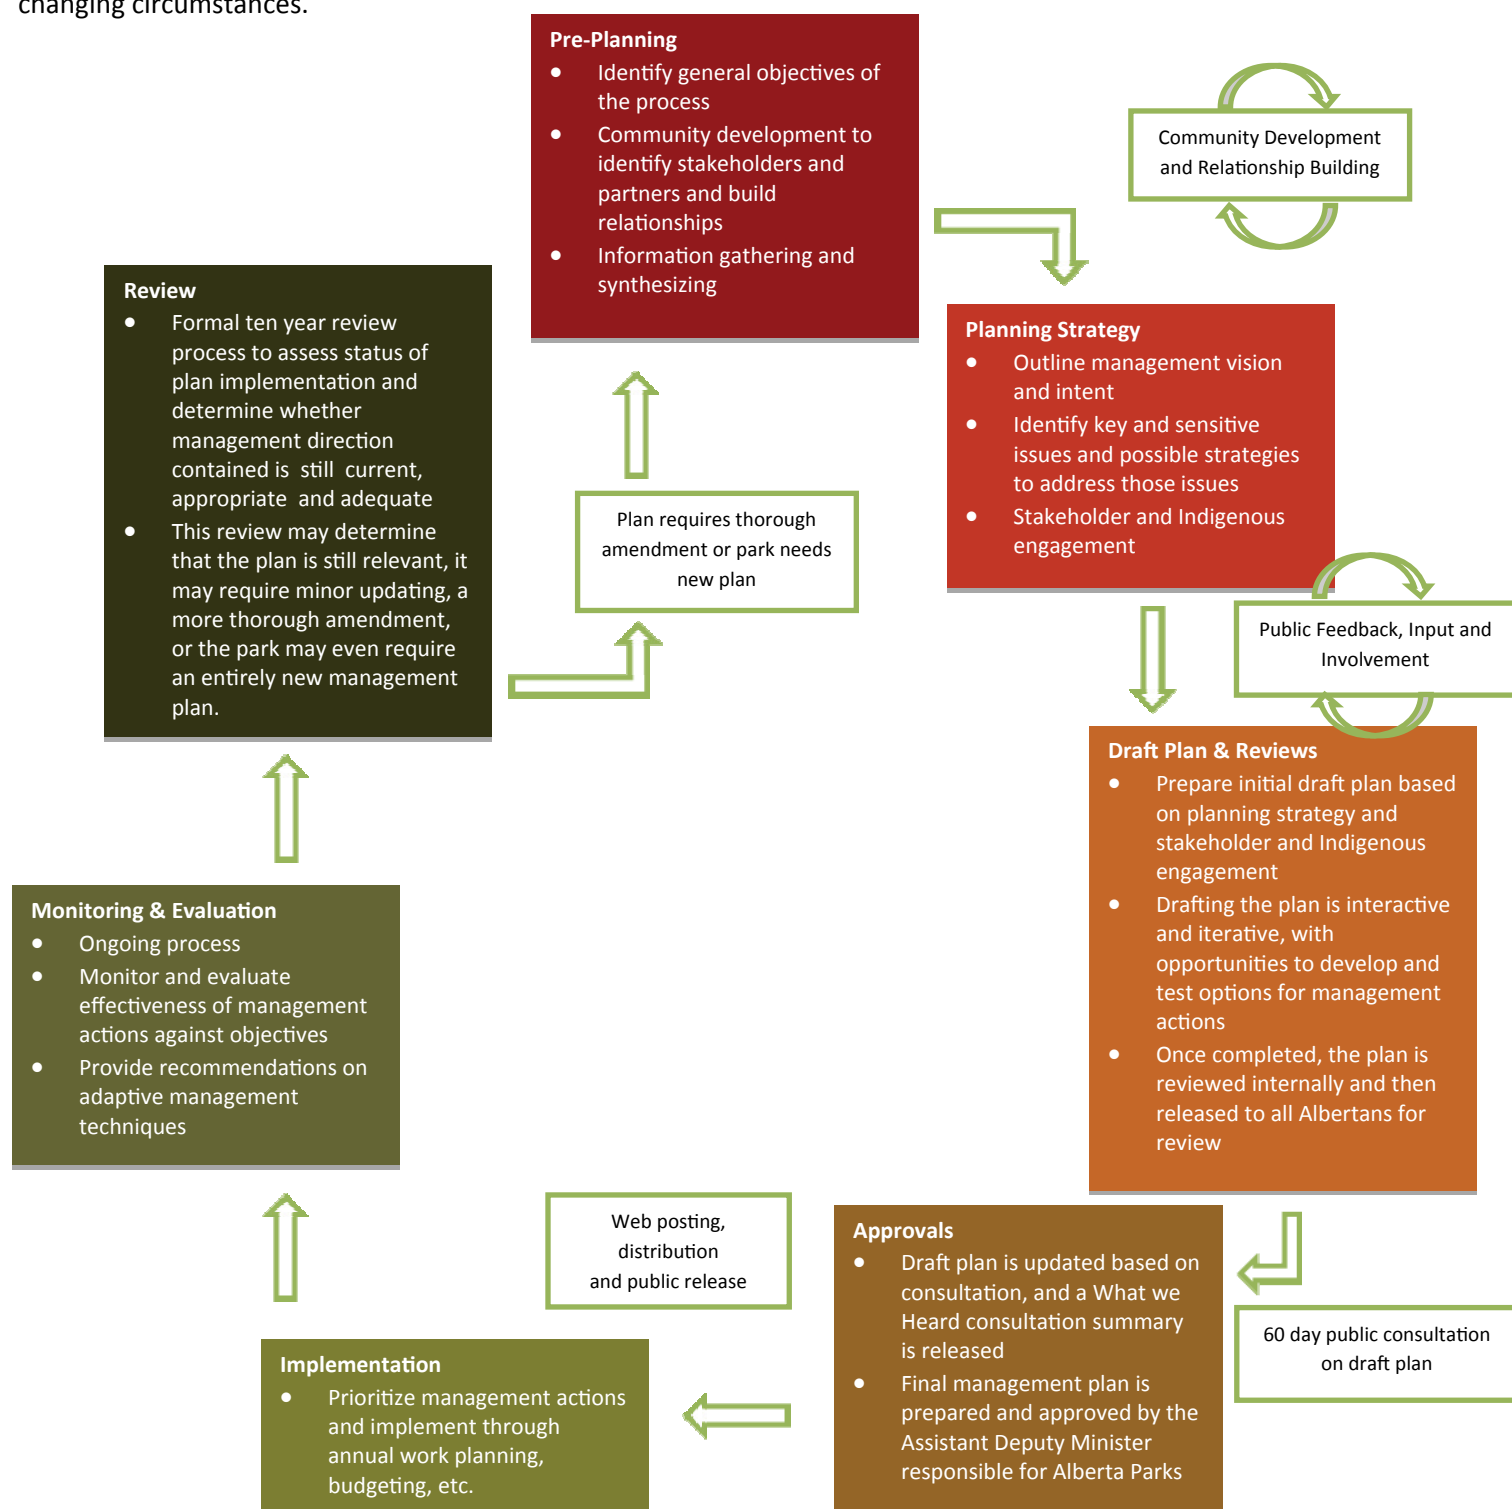 changing circumstances.
Pre-Planning
• Identify general objectives of
the process
• Community development to
identify stakeholders and
partners and build
relationships
• Information gathering and
synthesizing
Community Development
and Relationship Building
Planning Strategy
• Outline management vision
and intent
• Identify key and sensitive
issues and possible strategies
to address those issues
• Stakeholder and Indigenous
engagement
Public Feedback, Input and
Involvement
Draft Plan & Reviews
• Prepare initial draft plan based
on planning strategy and
stakeholder and Indigenous
engagement
• Drafting the plan is interactive
and iterative, with
opportunities to develop and
test options for management
actions
• Once completed, the plan is
reviewed internally and then
released to all Albertans for
review
60 day public consultation
on draft plan
Approvals
• Draft plan is updated based on
consultation, and a What we
Heard consultation summary
is released
• Final management plan is
prepared and approved by the
Assistant Deputy Minister
responsible for Alberta Parks
Web posting,
distribution
and public release
Implementation
• Prioritize management actions
and implement through
annual work planning,
budgeting, etc.
Monitoring & Evaluation
• Ongoing process
• Monitor and evaluate
effectiveness of management
actions against objectives
• Provide recommendations on
adaptive management
techniques
Review
• Formal ten year review
process to assess status of
plan implementation and
determine whether
management direction
contained is still current,
appropriate and adequate
• This review may determine
that the plan is still relevant, it
may require minor updating, a
more thorough amendment,
or the park may even require
an entirely new management
plan.
Plan requires thorough
amendment or park needs
new plan